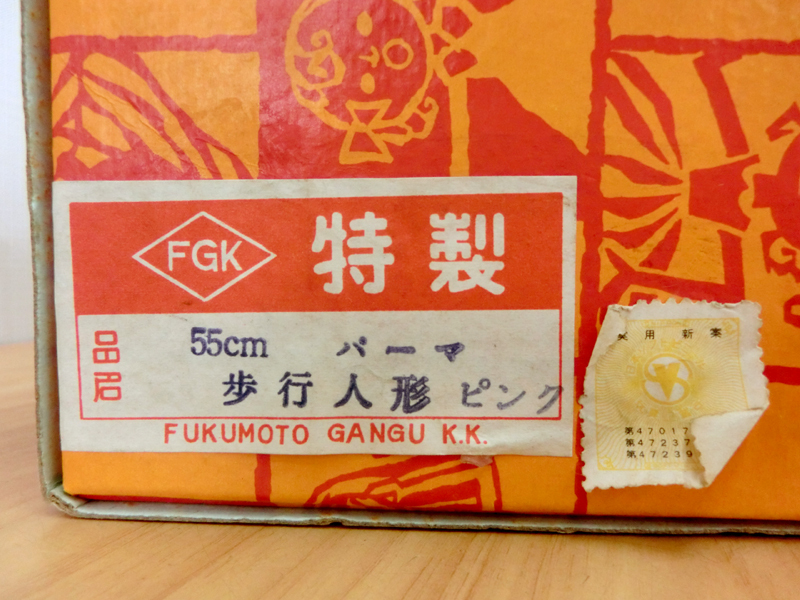 FGK 特製
品名
55cm パーマ
歩行人形 ピンク
FUKUMOTO GANGU K.K.
実用新案
第47017
第47237
第47239